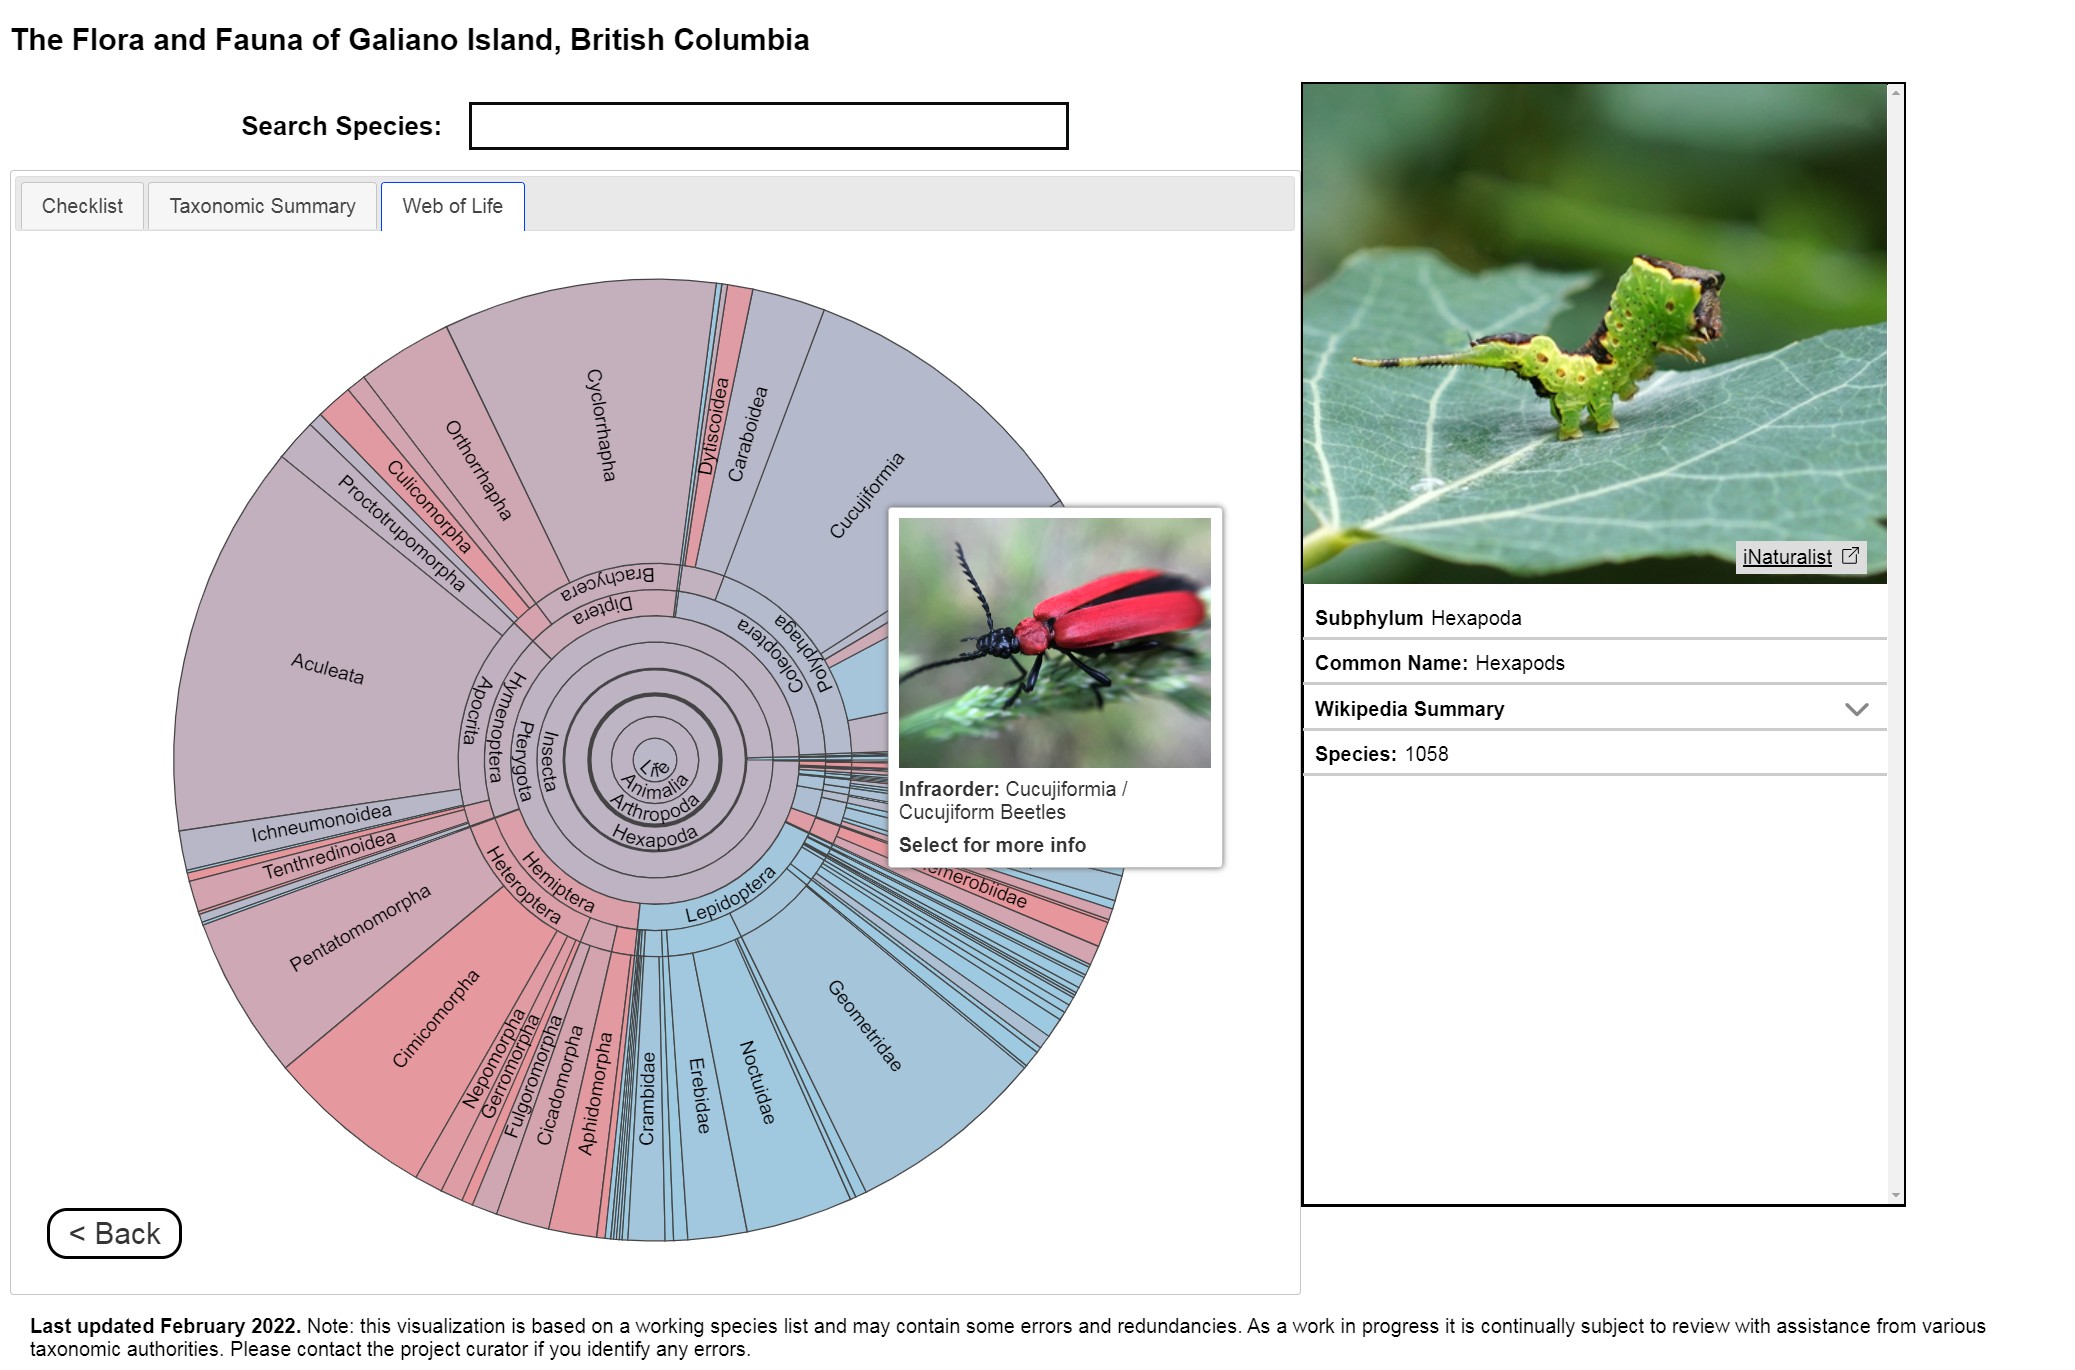 The Flora and Fauna of Galiano Island, British Columbia
Search Species:
Checklist
Taxonomic Summary
Web of Life
Cyclorrhapha
Dytiscoidea
Caraboidea
Cucujiformia
Orthorrhapha
Culicomorpha
Proctotrupomorpha
Brachycera
Diptera
Coleoptera
Polyphaga
Aculeata
Apocrita
Hymenoptera
Pterygota
Insecta
Life
Animalia
Arthropoda
Hexapoda
Ichneumonoidea
Tenthredinoidea
Pentatomomorpha
Heteroptera
Hemiptera
Lepidoptera
Cimicomorpha
Nepomorpha
Gerromorpha
Fulgoromorpha
Cicadomorpha
Aphidomorpha
Crambidae
Erebidae
Noctuidae
Geometridae
Infraorder: Cucujiformia /
Cucujiform Beetles
Select for more info
< Back
iNaturalist
Subphylum Hexapoda
Common Name: Hexapods
Wikipedia Summary
Species: 1058
Last updated February 2022. Note: this visualization is based on a working species list and may contain some errors and redundancies. As a work in progress it is continually subject to review with assistance from various
taxonomic authorities. Please contact the project curator if you identify any errors.